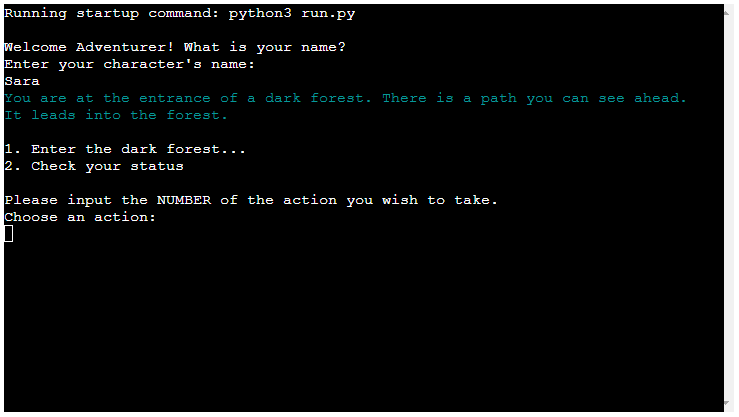 Running startup command: python3 run.py
Welcome Adventurer! What is your name?
Enter your character's name:
Sara
You are at the entrance of a dark forest. There is a path you can see ahead.
It leads into the forest.
1. Enter the dark forest...
2. Check your status
Please input the NUMBER of the action you wish to take.
Choose an action: